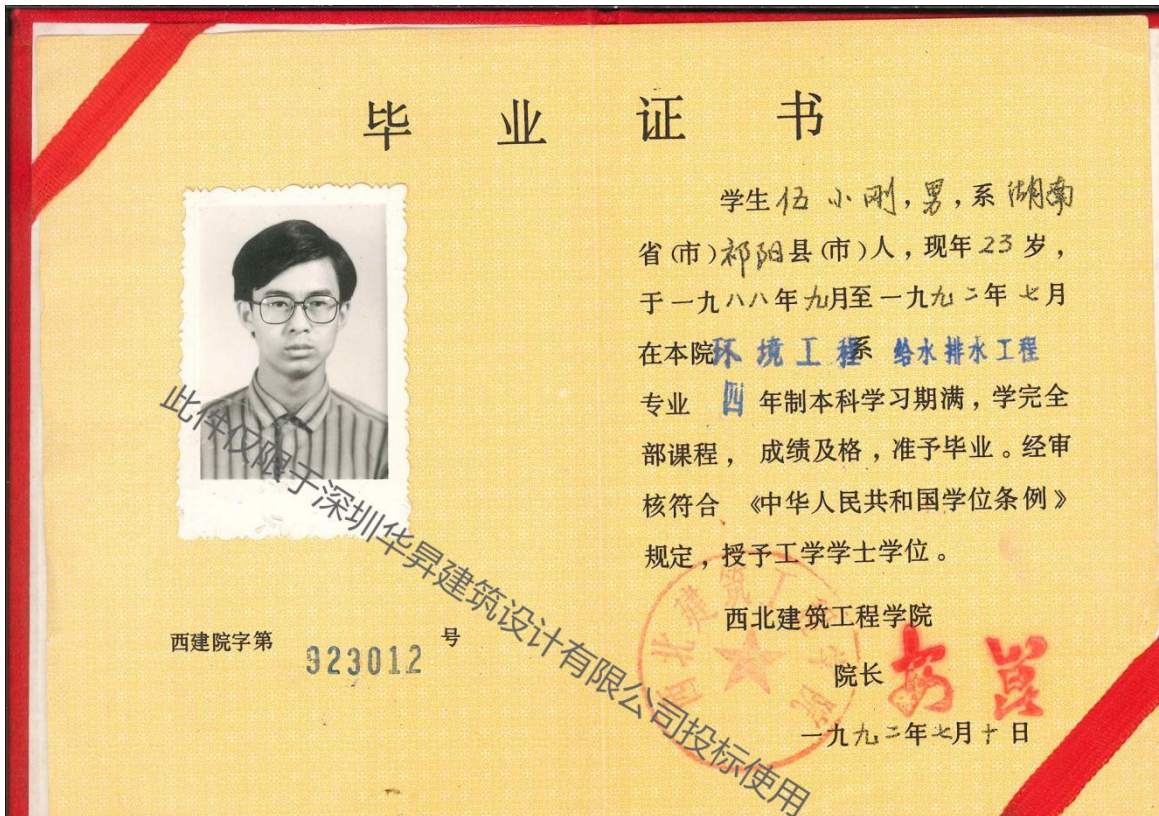 毕业证书
学生伍小刚，男，系湖南
省(市)祁阳县(市)人，现年23岁，
于一九八八年九月至一九九二年七月
在本院环境工程系 给水排水工程
专业 四 年制本科学习期满，学完全
部课程，成绩及格，准予毕业。经审
核符合《中华人民共和国学位条例》
规定，授予工学学士学位。
西北建筑工程学院
院长
一九九二年七月十日
西建院字第 923012 号
西北建筑工程学院
此件仅限于深圳华昇建筑设计有限公司投标使用